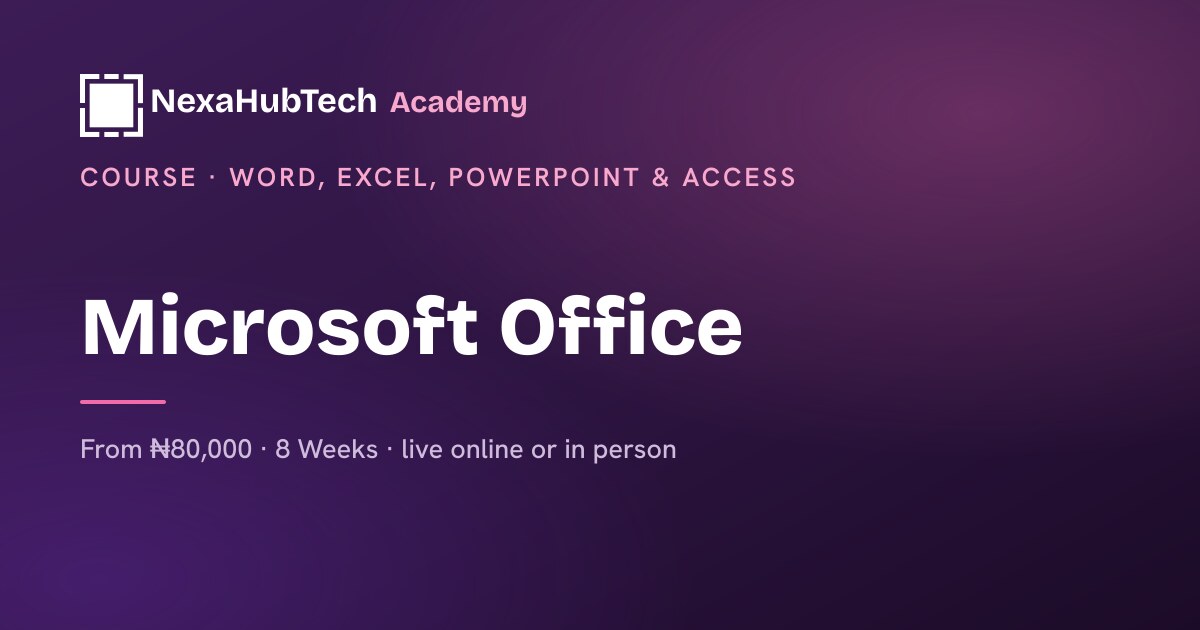 NexaHubTech Academy
COURSE · WORD, EXCEL, POWERPOINT & ACCESS
Microsoft Office
From ₦80,000 · 8 Weeks · live online or in person